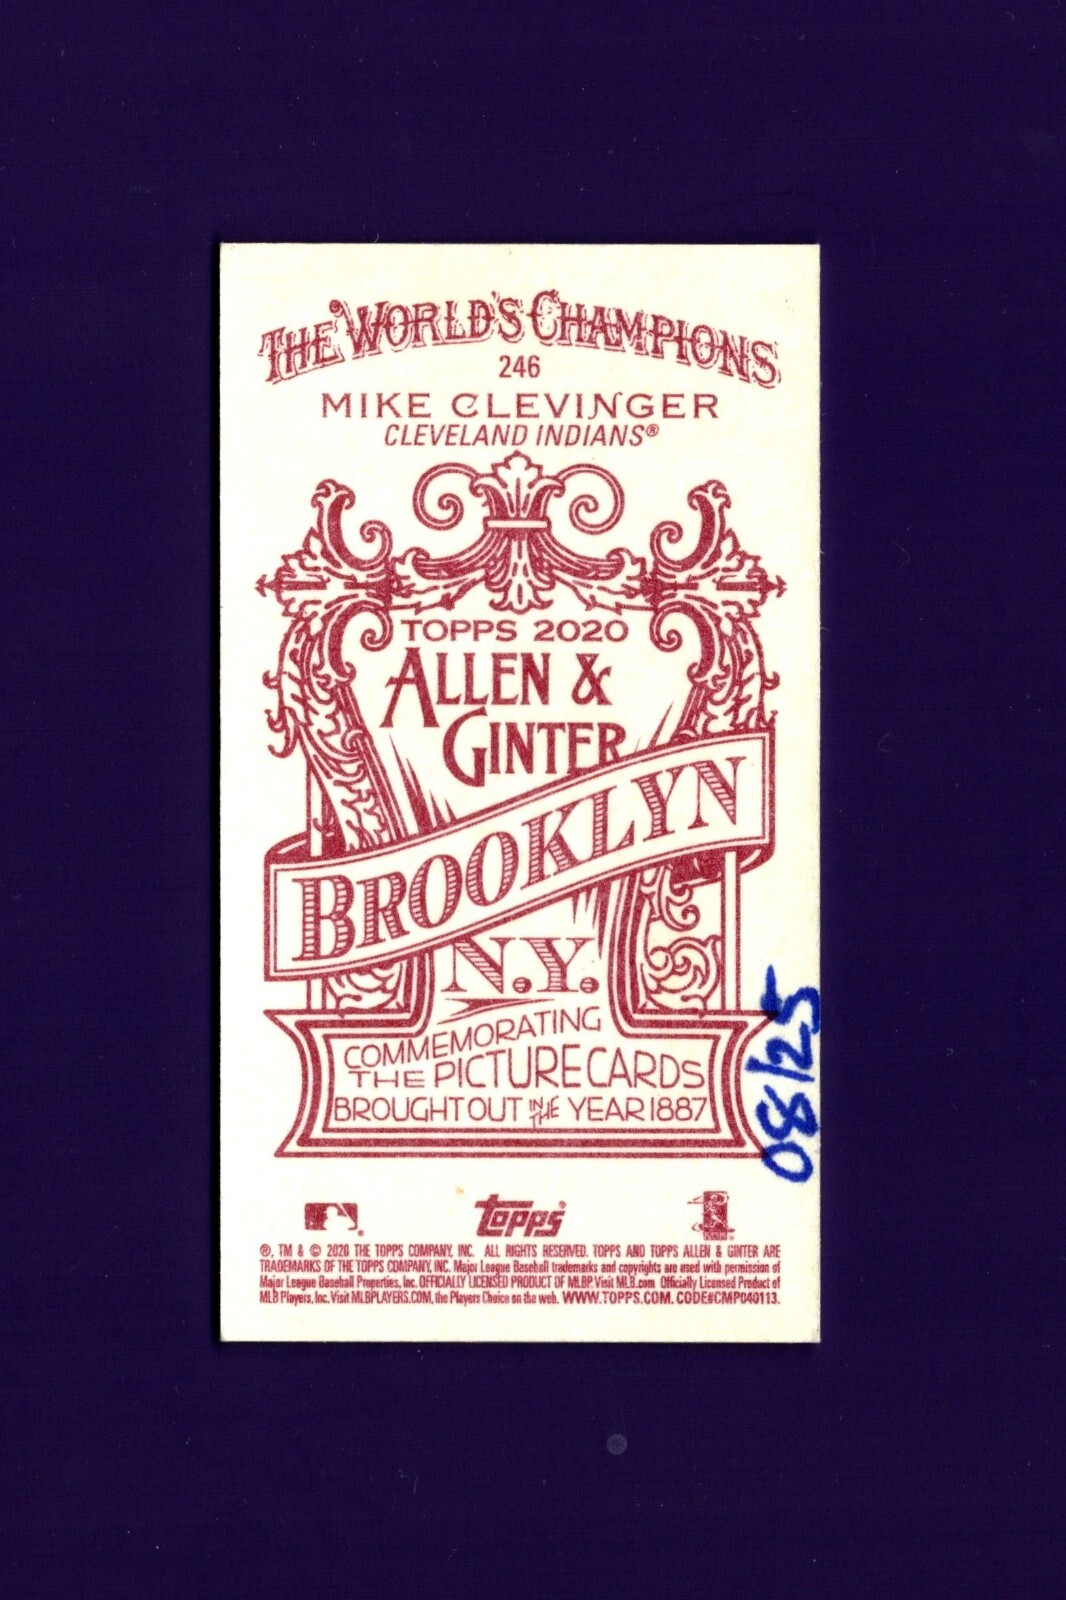 THE WORLD'S CHAMPIONS
246
MIKE CLEVINGER
CLEVELAND INDIANS®
TOPPS 2020
ALLEN &
GINTER
BROOKLYN
N.Y.
COMMEMORATING
THE PICTURE CARDS
BROUGHT OUT IN THE YEAR 1887
08/25
topps®
®, TM & © 2020 THE TOPPS COMPANY, INC. ALL RIGHTS RESERVED. TOPPS AND TOPPS ALLEN & GINTER ARE
TRADEMARKS OF THE TOPPS COMPANY, INC. Major League Baseball trademarks and copyrights are used with permission of
Major League Baseball Properties, Inc. OFFICIALLY LICENSED PRODUCT OF MLBP. Visit MLB.com Officially Licensed Product of
MLB Players, Inc. Visit MLBPLAYERS.COM, the Players Choice on the web. WWW.TOPPS.COM. CODE#CMP040113.